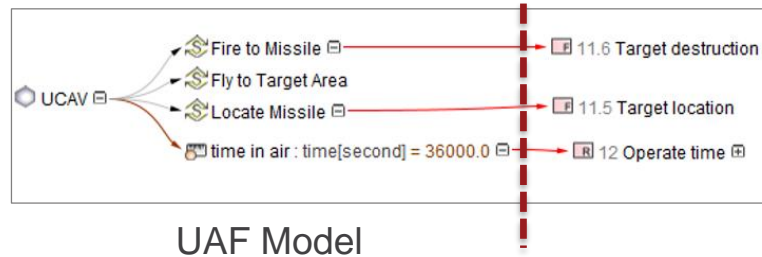 Fire to Missile
F 11.6 Target destruction
S Fly to Target Area
UCAV
S Locate Missile
F 11.5 Target location
time in air : time[second] = 36000.0
R 12 Operate time
UAF Model